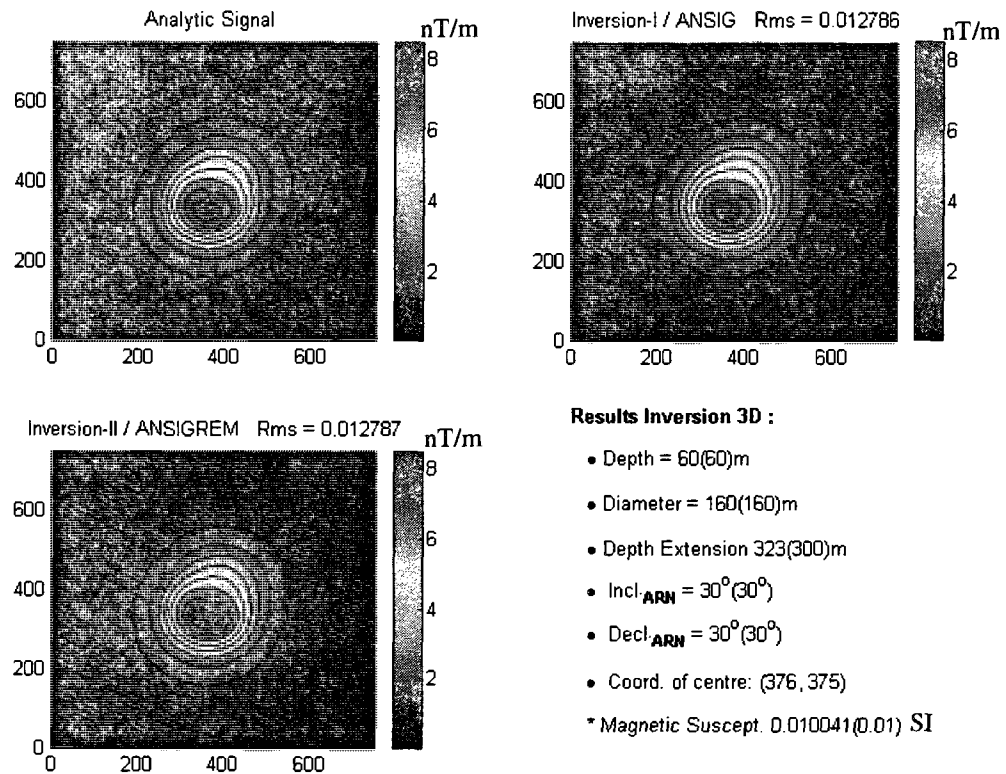 Analytic Signal
nT/m
8
6
4
2
600
400
200
0
0 200 400 600
Inversion-I / ANSIG Rms = 0.012786
nT/m
8
6
4
2
600
400
200
0
0 200 400 600
Inversion-II / ANSIGREM Rms = 0.012787
nT/m
8
6
4
2
600
400
200
0
0 200 400 600
Results Inversion 3D :
• Depth = 60(60)m
• Diameter = 160(160)m
• Depth Extension 323(300)m
• Incl.ARN = 30°(30°)
• Decl.ARN = 30°(30°)
• Coord. of centre: (376, 375)
* Magnetic Suscept. 0.010041(0.01) SI